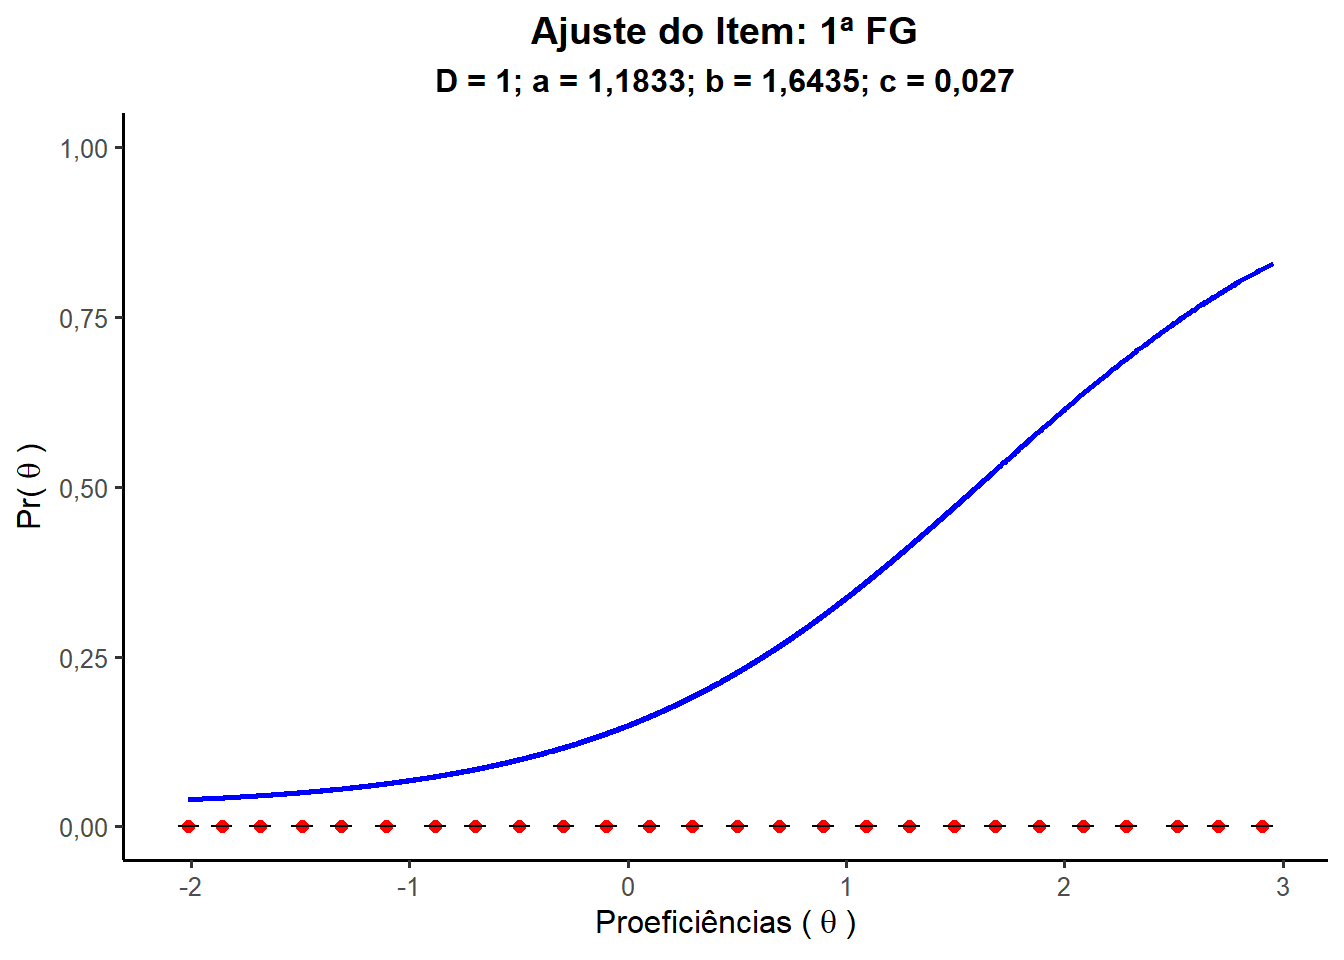 Ajuste do Item: 1ª FG
D = 1; a = 1,1833; b = 1,6435; c = 0,027
Pr( θ )
1,00
0,75
0,50
0,25
0,00
-2 -1 0 1 2 3
Proeficiências ( θ )